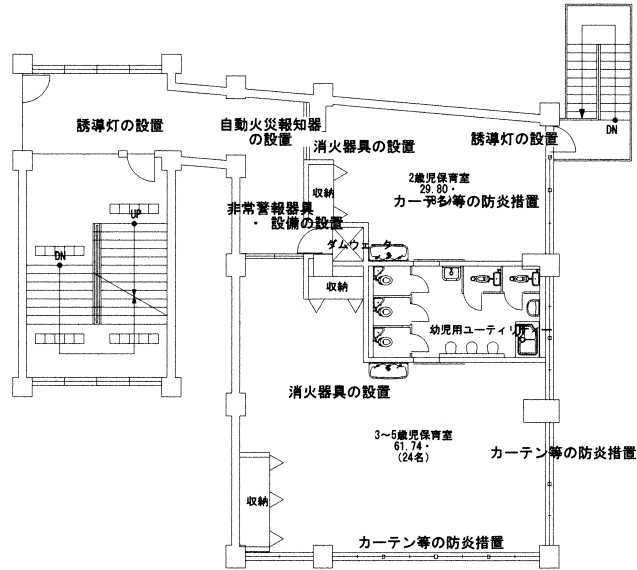 誘導灯の設置
自動火災報知器
の設置
消火器具の設置
誘導灯の設置
DN
2歳児保育室
29.80・
カーテン等の防炎措置
収納
非常警報器具
・ 設備の設置
ダムウェータ
UP
DN
収納
幼児用ユーティリティー
消火器具の設置
3～5歳児保育室
61.74・
(24名)
カーテン等の防炎措置
収納
カーテン等の防炎措置